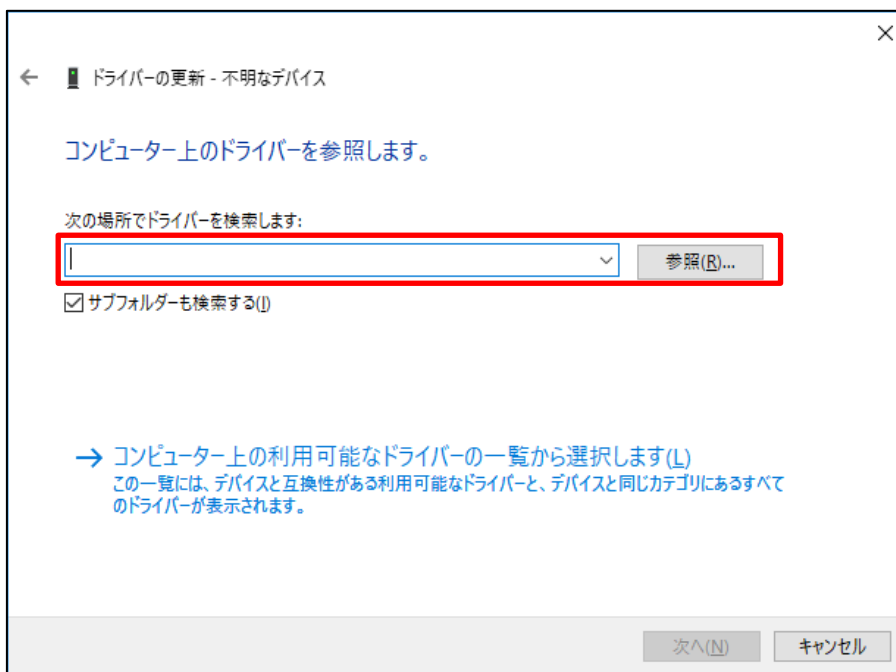 ドライバーの更新 - 不明なデバイス
コンピューター上のドライバーを参照します。
次の場所でドライバーを検索します:
参照(R)...
サブフォルダーも検索する(I)
コンピューター上の利用可能なドライバーの一覧から選択します(L)
この一覧には、デバイスと互換性がある利用可能なドライバーと、デバイスと同じカテゴリにあるすべて
のドライバーが表示されます。
次へ(N)
キャンセル